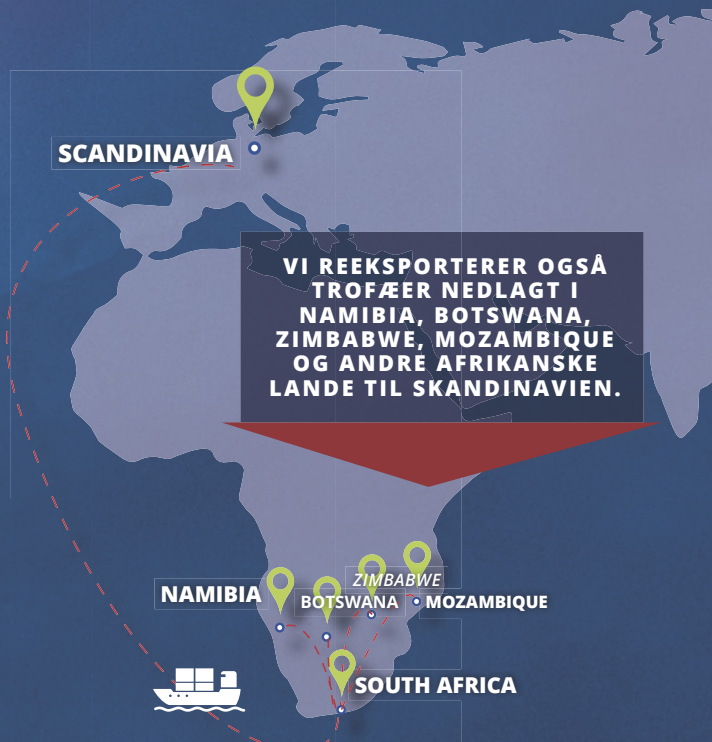 SCANDINAVIA
VI REEKSPORTERER OGSÅ
TROFÆER NEDLAGT I
NAMIBIA, BOTSWANA,
ZIMBABWE, MOZAMBIQUE
OG ANDRE AFRIKANSKE
LANDE TIL SKANDINAVIEN.
ZIMBABWE
NAMIBIA
BOTSWANA
MOZAMBIQUE
SOUTH AFRICA